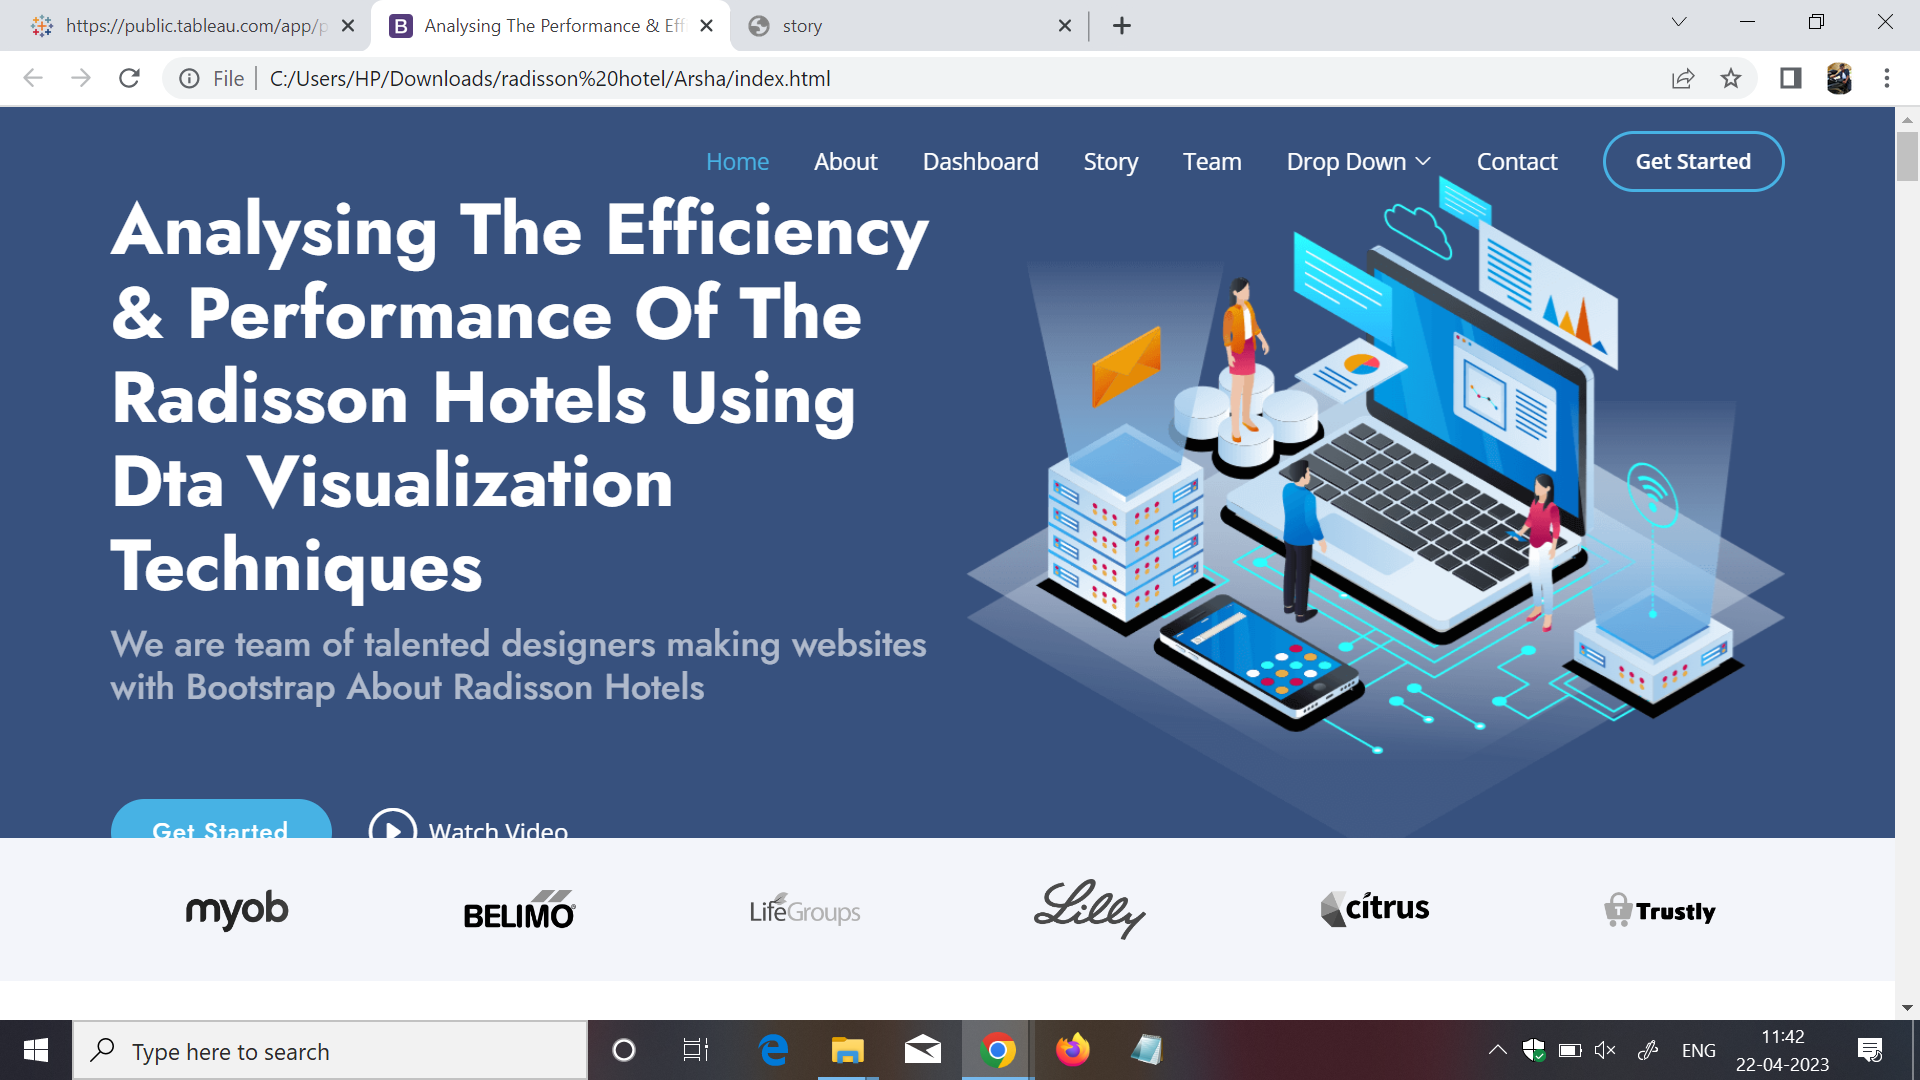 https://public.tableau.com/app/p
Analysing The Performance & Eff
story
File
C:/Users/HP/Downloads/radisson%20hotel/Arsha/index.html
Home About Dashboard Story Team Drop Down Contact Get Started
Analysing The Efficiency
& Performance Of The
Radisson Hotels Using
Dta Visualization
Techniques
We are team of talented designers making websites
with Bootstrap About Radisson Hotels
Get Started
Watch Video
myob
BELIMO
LifeGroups
Lilly
citrus
Trustly
Type here to search
ENG
11:42
22-04-2023